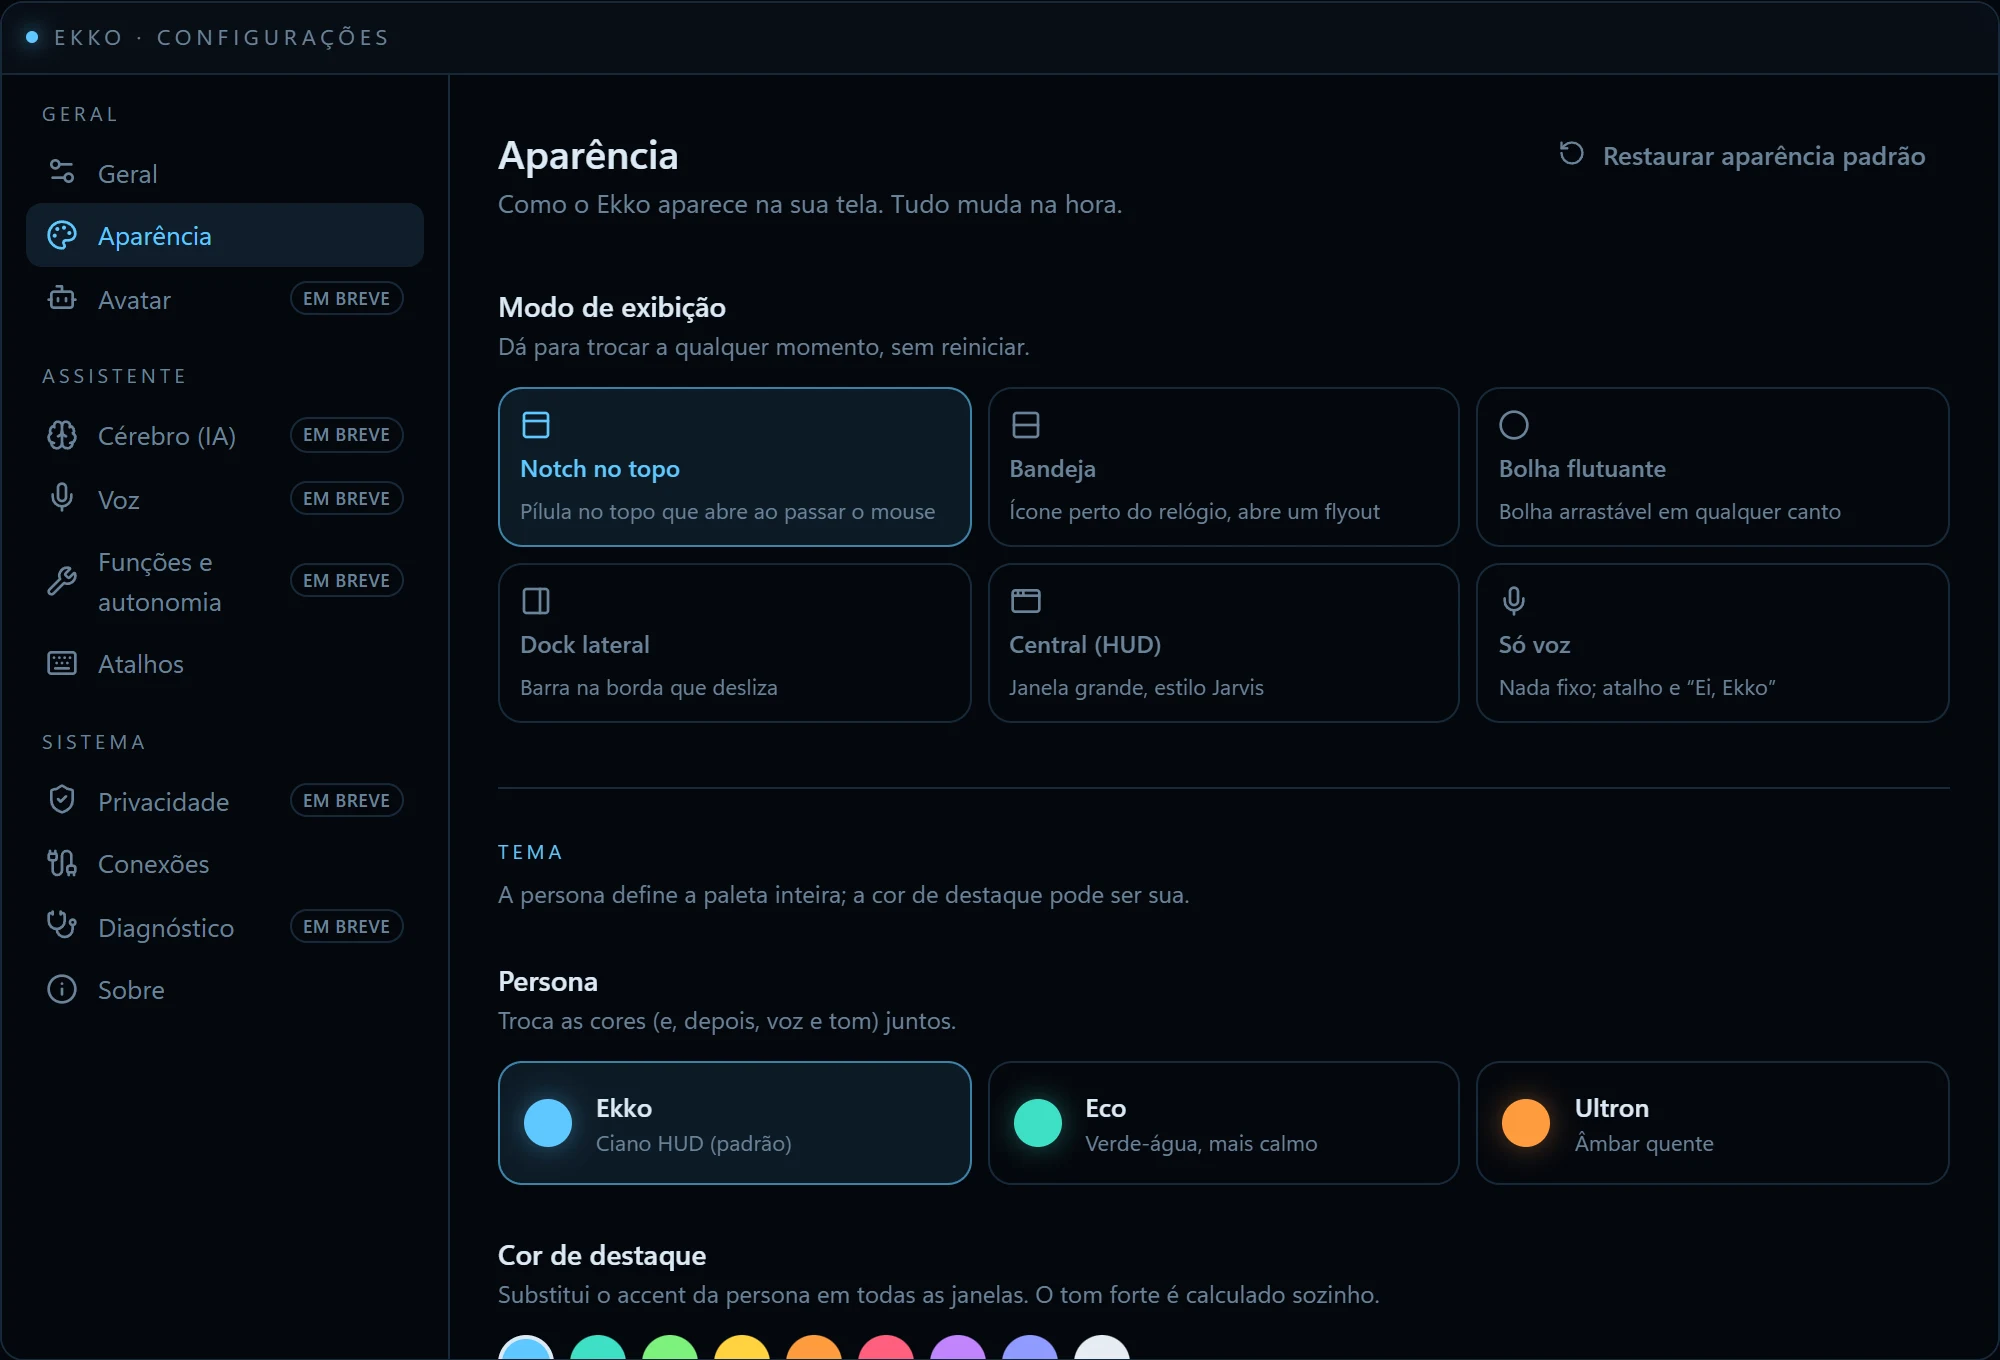 EKKO · CONFIGURAÇÕES
GERAL
Geral
Aparência
Avatar
EM BREVE
ASSISTENTE
Cérebro (IA)
EM BREVE
Voz
EM BREVE
Funções e
autonomia
EM BREVE
Atalhos
SISTEMA
Privacidade
EM BREVE
Conexões
Diagnóstico
EM BREVE
Sobre
Aparência
Restaurar aparência padrão
Como o Ekko aparece na sua tela. Tudo muda na hora.
Modo de exibição
Dá para trocar a qualquer momento, sem reiniciar.
Notch no topo
Pílula no topo que abre ao passar o mouse
Bandeja
Ícone perto do relógio, abre um flyout
Bolha flutuante
Bolha arrastável em qualquer canto
Dock lateral
Barra na borda que desliza
Central (HUD)
Janela grande, estilo Jarvis
Só voz
Nada fixo; atalho e “Ei, Ekko”
TEMA
A persona define a paleta inteira; a cor de destaque pode ser sua.
Persona
Troca as cores (e, depois, voz e tom) juntos.
Ekko
Ciano HUD (padrão)
Eco
Verde-água, mais calmo
Ultron
Âmbar quente
Cor de destaque
Substitui o accent da persona em todas as janelas. O tom forte é calculado sozinho.